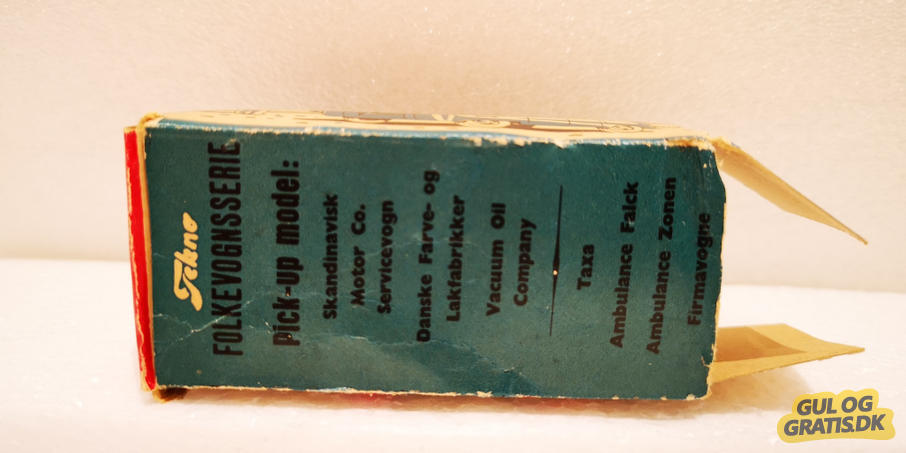 Tekno
FOLKEVOGNSSERIE
pick-up model:
Skandinavisk
Motor Co.
Servicevogn
Danske Farve- og
Lakfabrikker
Vacuum Oil
Company
Taxa
Ambulance Falck
Ambulance Zonen
Firmavogne
GUL OG
GRATIS.DK